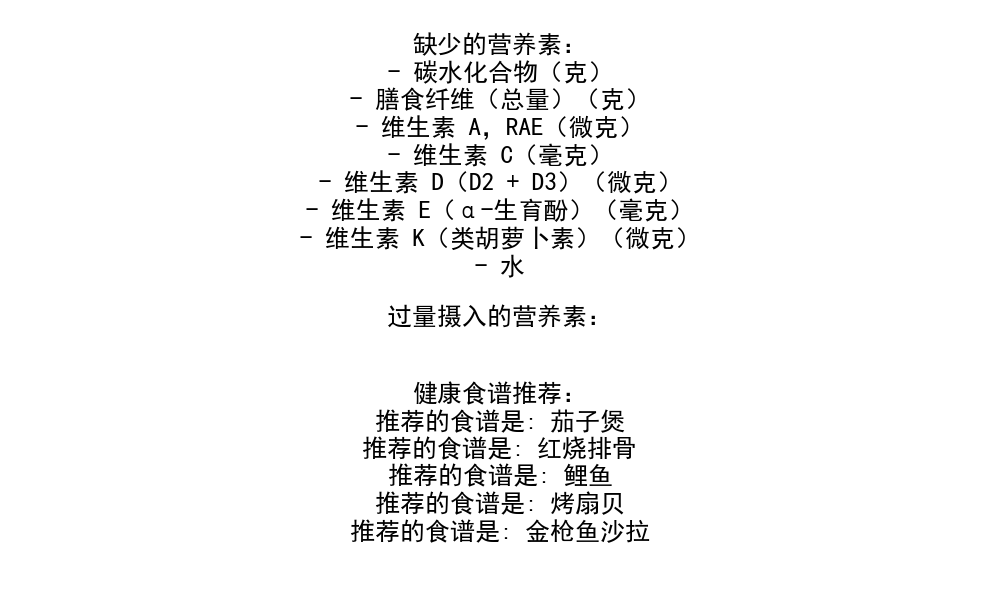 缺少的营养素：
- 碳水化合物（克）
- 膳食纤维（总量）（克）
- 维生素 A, RAE（微克）
- 维生素 C（毫克）
- 维生素 D（D2 + D3）（微克）
- 维生素 E（α-生育酚）（毫克）
- 维生素 K（类胡萝卜素）（微克）
- 水
过量摄入的营养素：
健康食谱推荐：
推荐的食谱是: 茄子煲
推荐的食谱是: 红烧排骨
推荐的食谱是: 鲤鱼
推荐的食谱是: 烤扇贝
推荐的食谱是: 金枪鱼沙拉